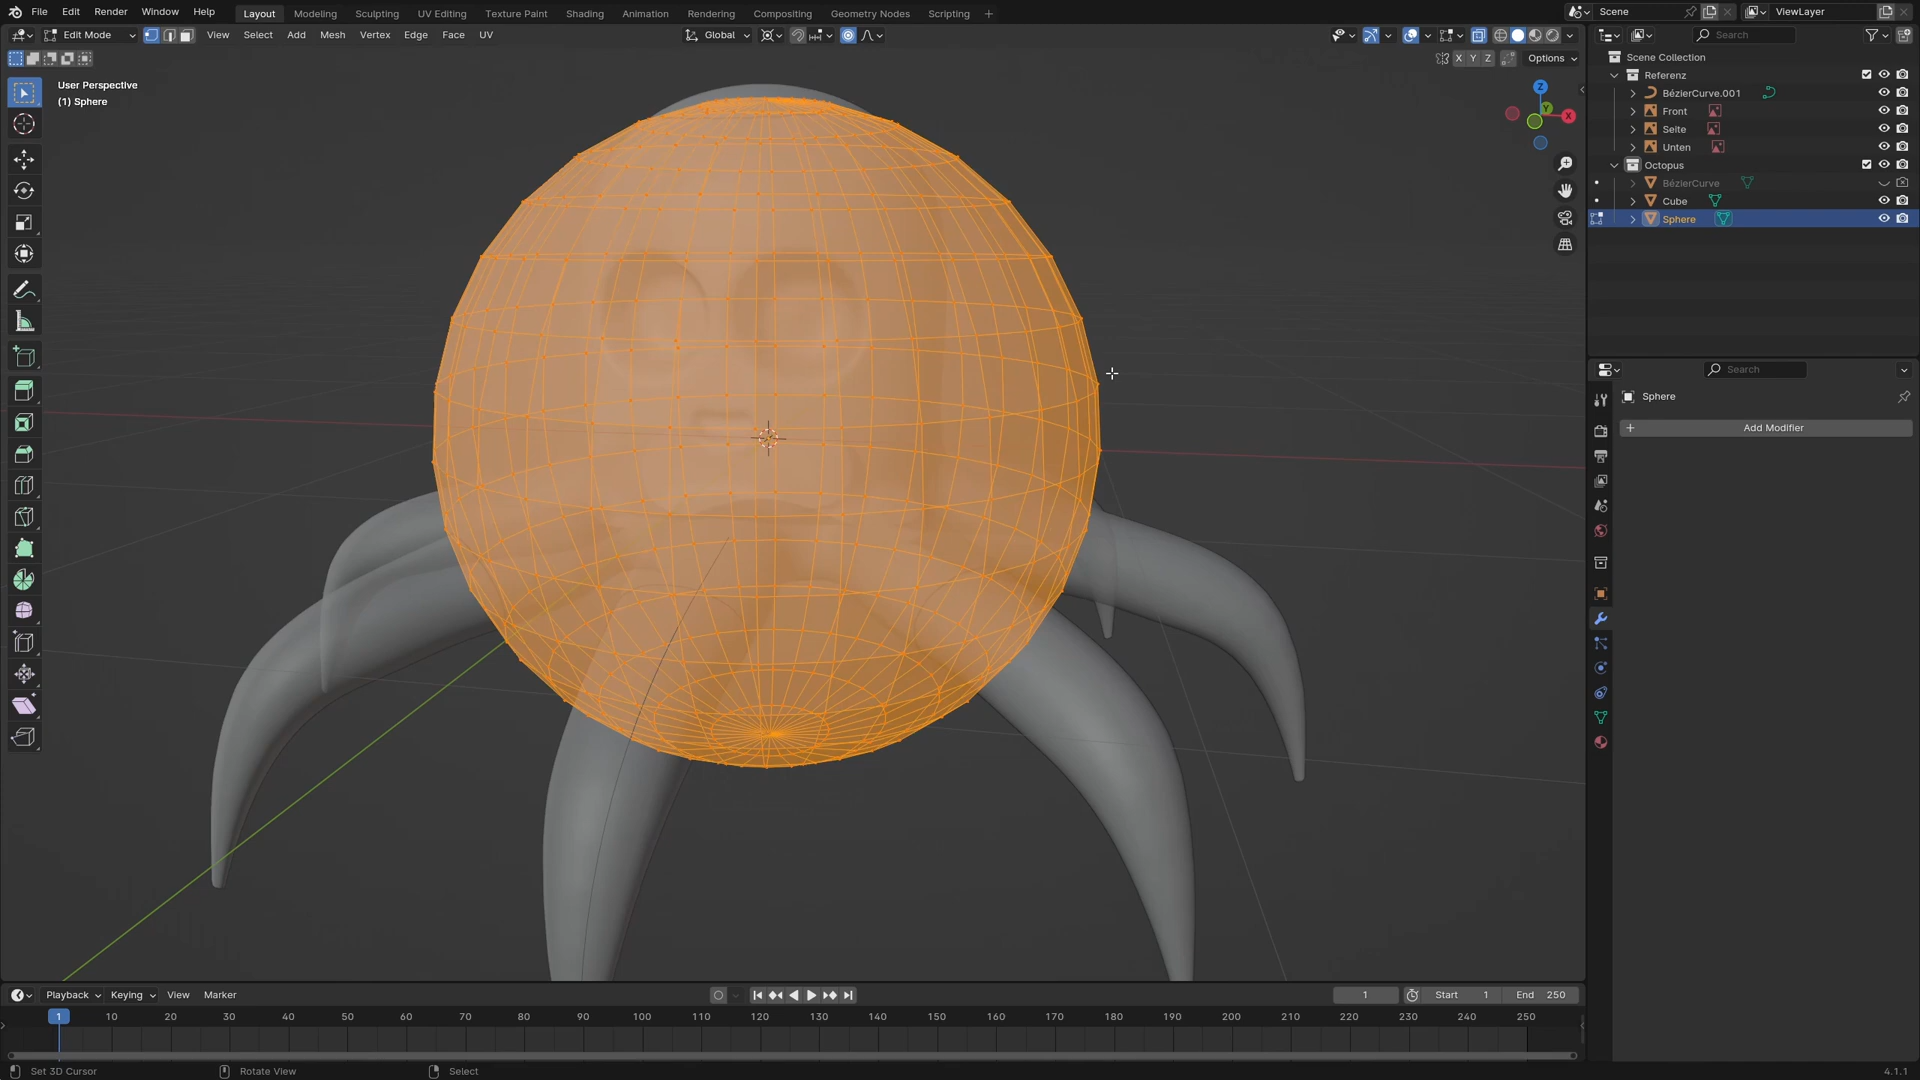 File Edit Render Window Help Layout Modeling Sculpting UV Editing Texture Paint Shading Animation Rendering Compositing Geometry Nodes Scripting + Scene ViewLayer
Edit Mode View Select Add Mesh Vertex Edge Face UV Global Search
X Y Z Options
User Perspective
(1) Sphere
Z
Y
X
Scene Collection
Referenz
BézierCurve.001
Front
Seite
Unten
Octopus
BézierCurve
Cube
Sphere
Search
Sphere
+ Add Modifier
Playback Keying View Marker 1 Start 1 End 250
1 10 20 30 40 50 60 70 80 90 100 110 120 130 140 150 160 170 180 190 200 210 220 230 240 250
Set 3D Cursor Rotate View Select 4.1.1